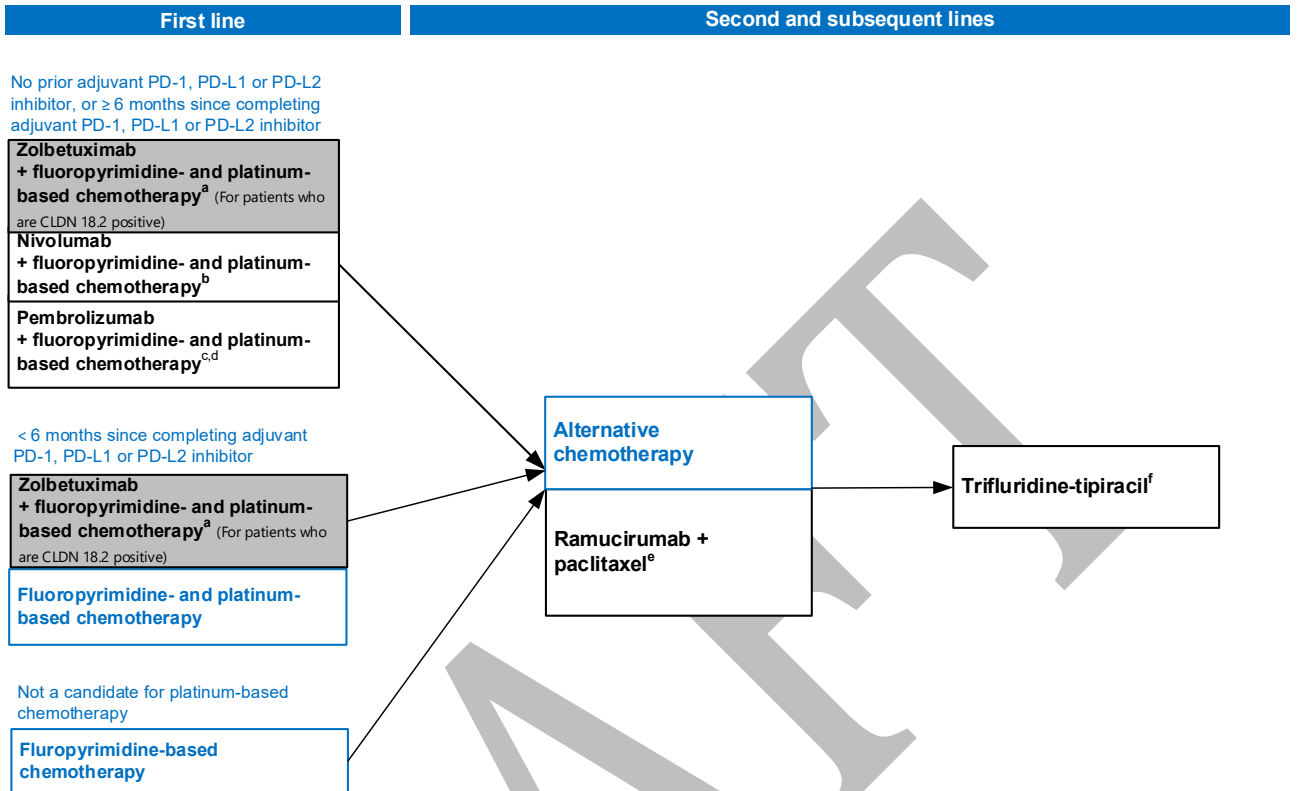 First line
Second and subsequent lines
No prior adjuvant PD-1, PD-L1 or PD-L2
inhibitor, or ≥ 6 months since completing
adjuvant PD-1, PD-L1 or PD-L2 inhibitor
Zolbetuximab
+ fluoropyrimidine- and platinum-
based chemotherapyᵃ (For patients who
are CLDN 18.2 positive)
Nivolumab
+ fluoropyrimidine- and platinum-
based chemotherapyᵇ
Pembrolizumab
+ fluoropyrimidine- and platinum-
based chemotherapyᶜ,ᵈ
< 6 months since completing adjuvant
PD-1, PD-L1 or PD-L2 inhibitor
Zolbetuximab
+ fluoropyrimidine- and platinum-
based chemotherapyᵃ (For patients who
are CLDN 18.2 positive)
Fluoropyrimidine- and platinum-
based chemotherapy
Not a candidate for platinum-based
chemotherapy
Fluropyrimidine-based
chemotherapy
Alternative
chemotherapy
Ramucirumab +
paclitaxelᵉ
Trifluridine-tipiracilᶠ